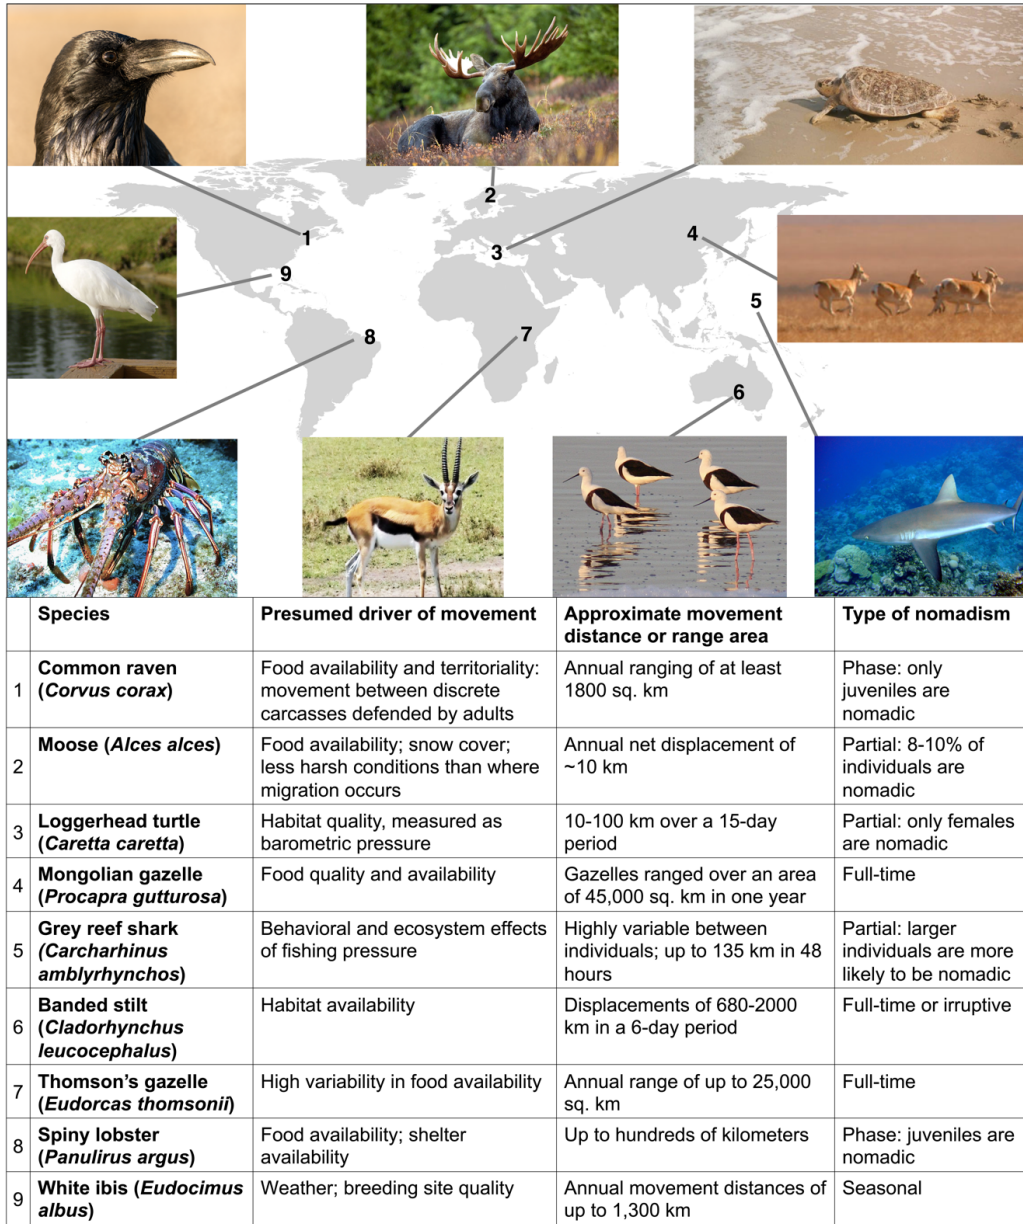 1
2
3
4
5
6
7
8
9
Species
Presumed driver of movement
Approximate movement
distance or range area
Type of nomadism
1
Common raven
(Corvus corax)
Food availability and territoriality:
movement between discrete
carcasses defended by adults
Annual ranging of at least
1800 sq. km
Phase: only
juveniles are
nomadic
2
Moose (Alces alces)
Food availability; snow cover;
less harsh conditions than where
migration occurs
Annual net displacement of
~10 km
Partial: 8-10% of
individuals are
nomadic
3
Loggerhead turtle
(Caretta caretta)
Habitat quality, measured as
barometric pressure
10-100 km over a 15-day
period
Partial: only females
are nomadic
4
Mongolian gazelle
(Procapra gutturosa)
Food quality and availability
Gazelles ranged over an area
of 45,000 sq. km in one year
Full-time
5
Grey reef shark
(Carcharhinus
amblyrhynchos)
Behavioral and ecosystem effects
of fishing pressure
Highly variable between
individuals; up to 135 km in 48
hours
Partial: larger
individuals are more
likely to be nomadic
6
Banded stilt
(Cladorhynchus
leucocephalus)
Habitat availability
Displacements of 680-2000
km in a 6-day period
Full-time or irruptive
7
Thomson's gazelle
(Eudorcas thomsonii)
High variability in food availability
Annual range of up to 25,000
sq. km
Full-time
8
Spiny lobster
(Panulirus argus)
Food availability; shelter
availability
Up to hundreds of kilometers
Phase: juveniles are
nomadic
9
White ibis (Eudocimus
albus)
Weather; breeding site quality
Annual movement distances of
up to 1,300 km
Seasonal